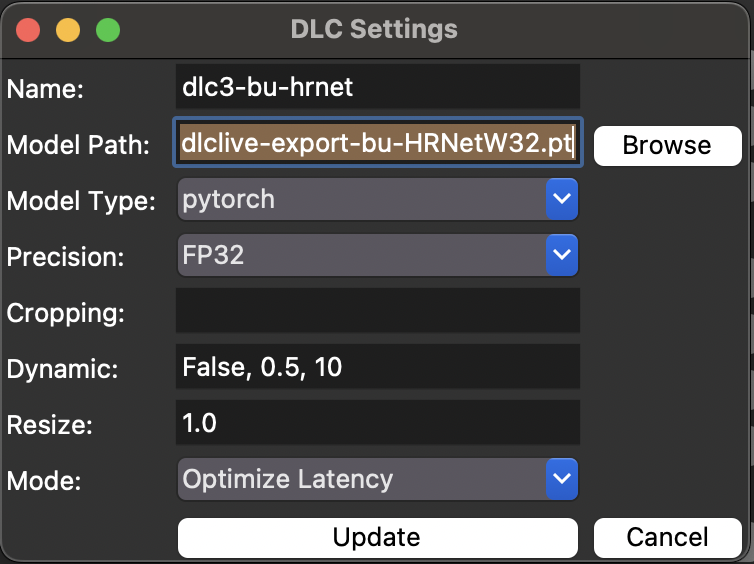 DLC Settings
Name: dlc3-bu-hrnet
Model Path: dlclive-export-bu-HRNetW32.pt Browse
Model Type: pytorch
Precision: FP32
Cropping:
Dynamic: False, 0.5, 10
Resize: 1.0
Mode: Optimize Latency
Update Cancel